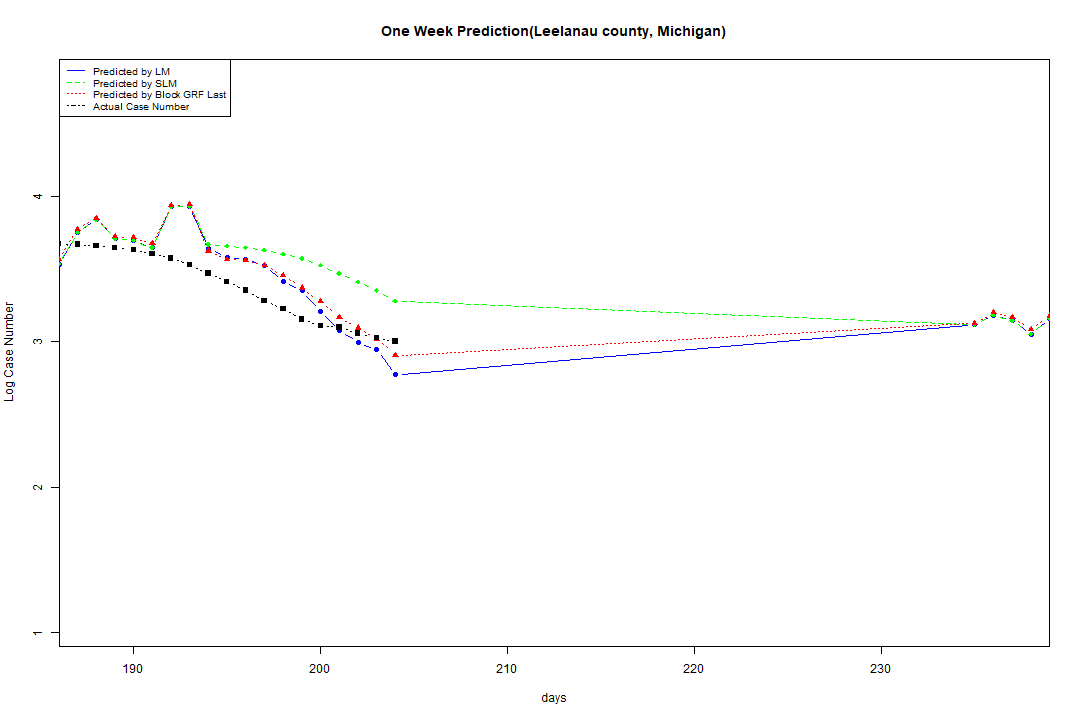 One Week Prediction(Leelanau county, Michigan)
Predicted by LM
Predicted by SLM
Predicted by Block GRF Last
Actual Case Number
4
3
2
1
Log Case Number
190 200 210 220 230
days